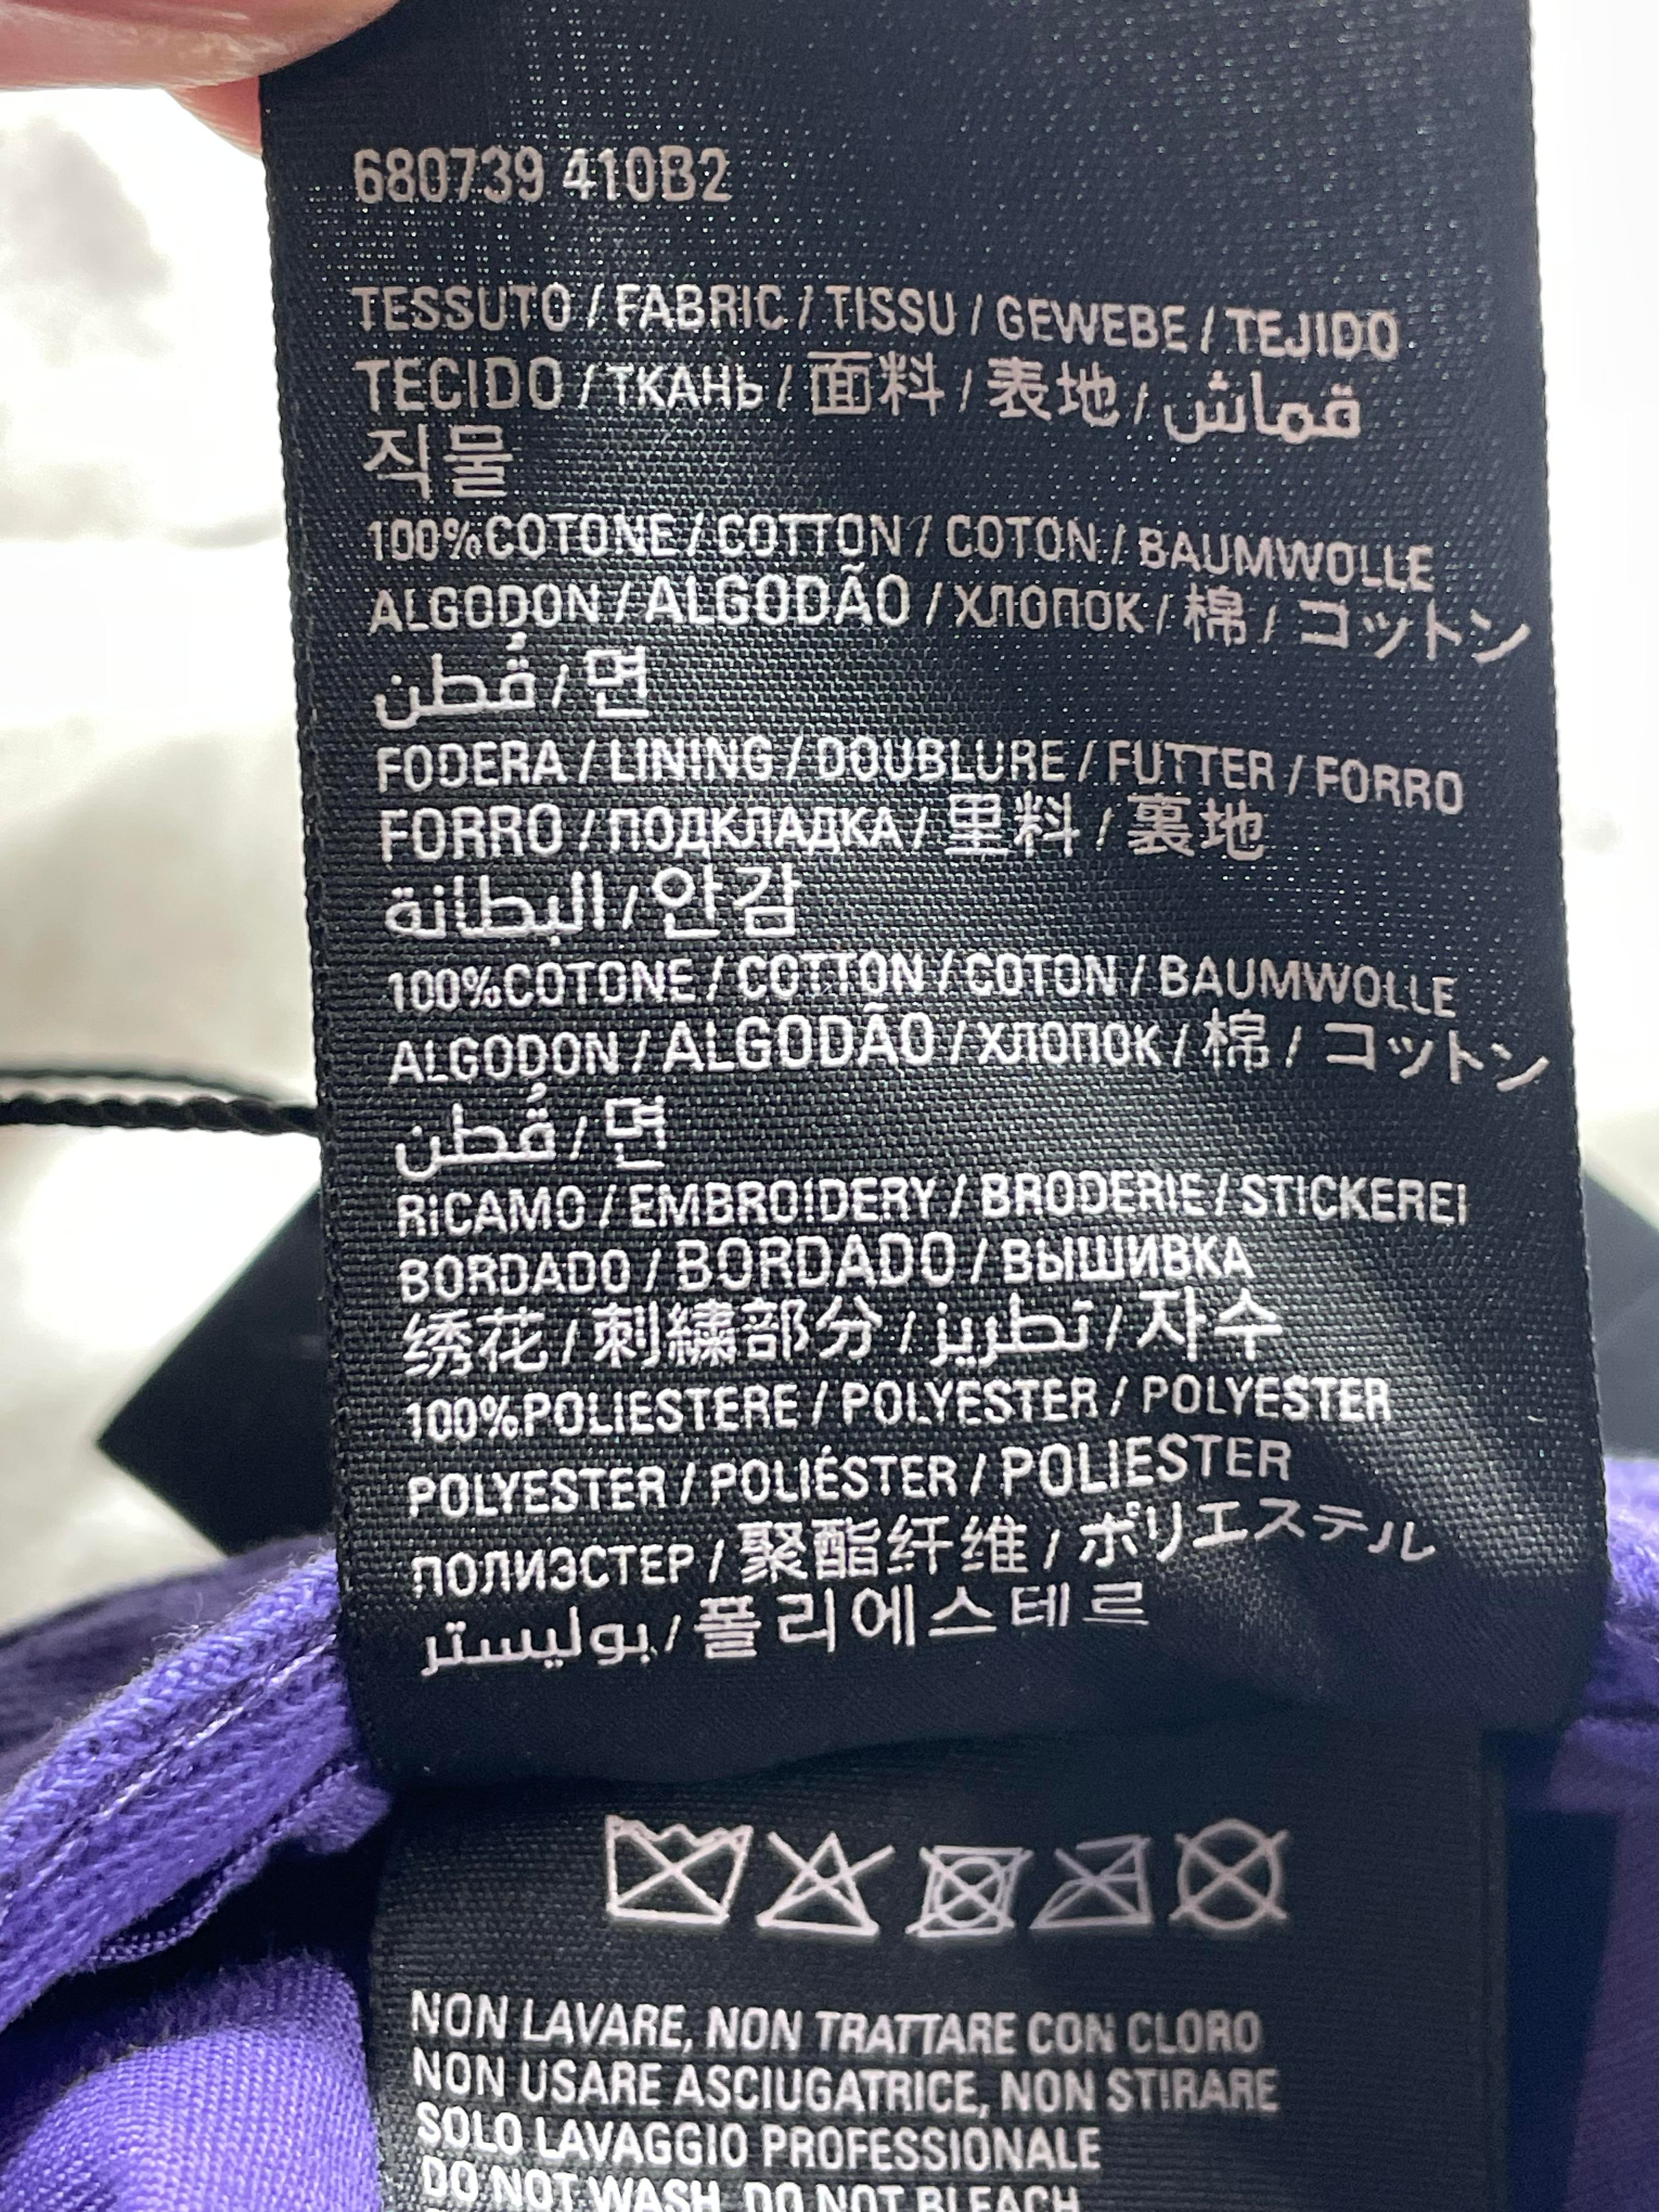 680739 410B2
TESSUTO / FABRIC / TISSU / GEWEBE / TEJIDO
TECIDO / ТКАНЬ / 面料 / 表地 / قماش
직물
100%COTONE / COTTON / COTON / BAUMWOLLE
ALGODON / ALGODÃO / ХЛОПОК / 棉 / コットン
قُطن / 면
FODERA / LINING / DOUBLURE / FUTTER / FORRO
FORRO / ПОДКЛАДКА / 里料 / 裏地
البطانة / 안감
100%COTONE / COTTON / COTON / BAUMWOLLE
ALGODON / ALGODÃO / ХЛОПОК / 棉 / コットン
قُطن / 면
RICAMO / EMBROIDERY / BRODERIE / STICKEREI
BORDADO / BORDADO / ВЫШИВКА
绣花 / 刺繍部分 / تطريز / 자수
100%POLIESTERE / POLYESTER / POLYESTER
POLYESTER / POLIÉSTER / POLIESTER
ПОЛИЭСТЕР / 聚酯纤维 / ポリエステル
بوليستر / 폴리에스테르
NON LAVARE, NON TRATTARE CON CLORO
NON USARE ASCIUGATRICE, NON STIRARE
SOLO LAVAGGIO PROFESSIONALE
DO NOT WASH, DO NOT BLEACH